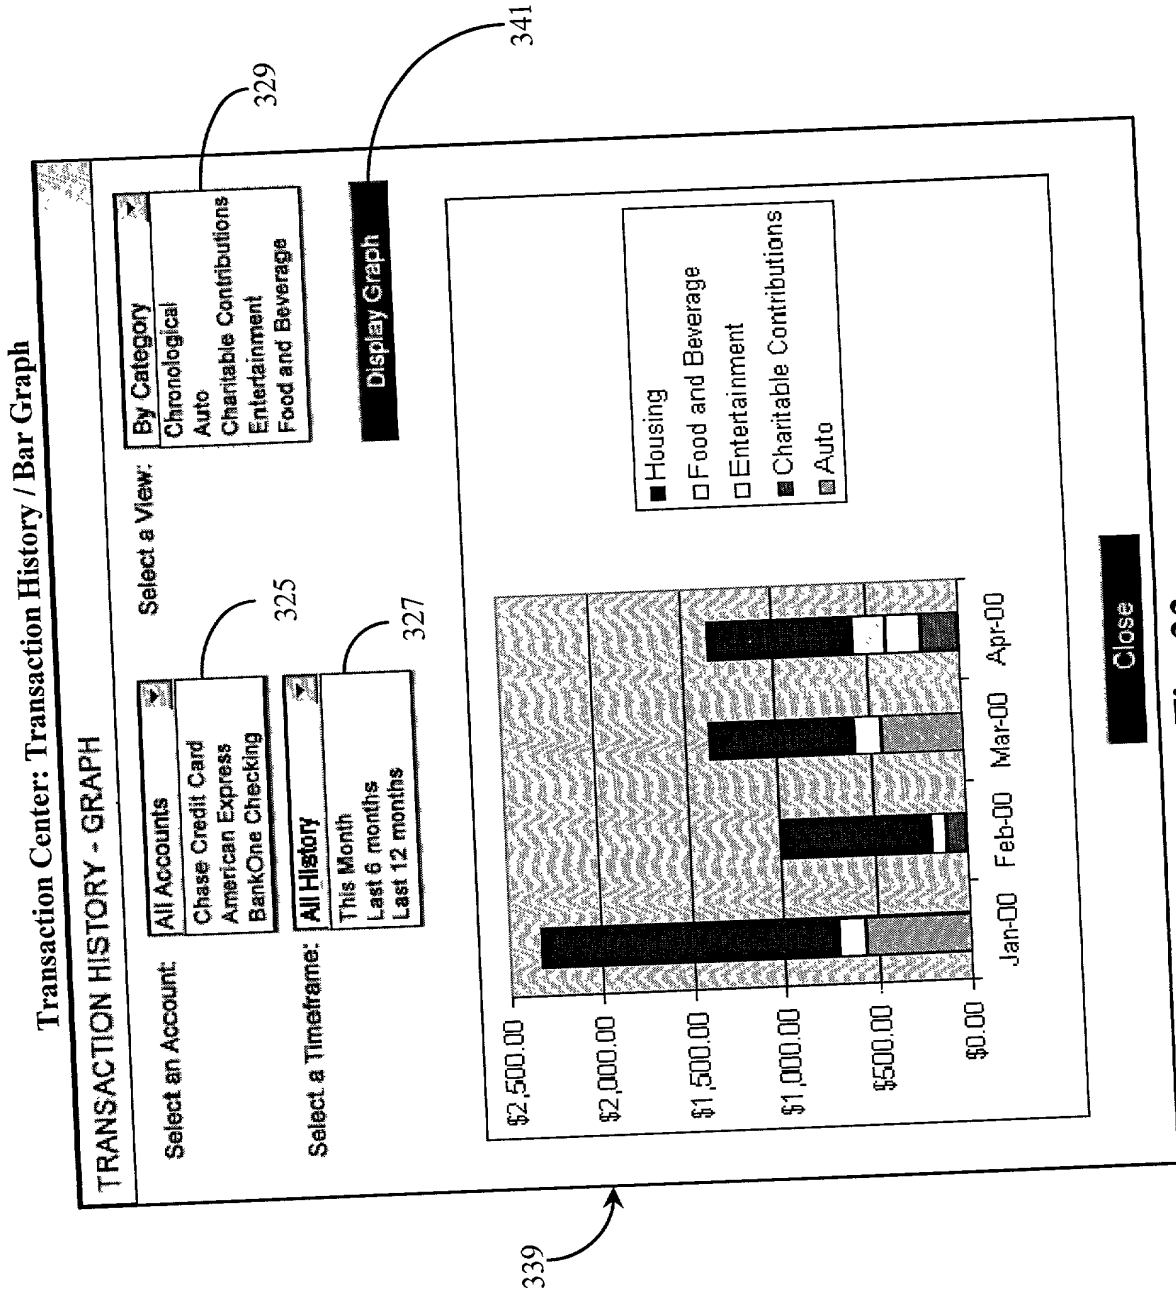 Transaction Center: Transaction History / Bar Graph
TRANSACTION HISTORY - GRAPH
Select an Account:
All Accounts
Chase Credit Card
American Express
BankOne Checking
325
Select a Timeframe:
All History
This Month
Last 6 months
Last 12 months
327
Select a View:
By Category
Chronological
Auto
Charitable Contributions
Entertainment
Food and Beverage
329
Display Graph
341
$2,500.00
$2,000.00
$1,500.00
$1,000.00
$500.00
$0.00
Jan-00 Feb-00 Mar-00 Apr-00
Housing
Food and Beverage
Entertainment
Charitable Contributions
Auto
339
Close